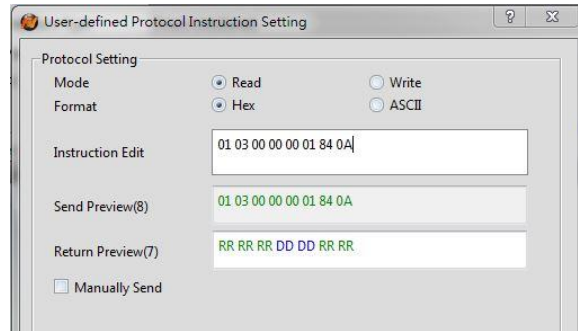 User-defined Protocol Instruction Setting
Protocol Setting
Mode Read Write
Format Hex ASCII
Instruction Edit 01 03 00 00 00 01 84 0A
Send Preview(8) 01 03 00 00 00 01 84 0A
Return Preview(7) RR RR RR DD DD RR RR
Manually Send